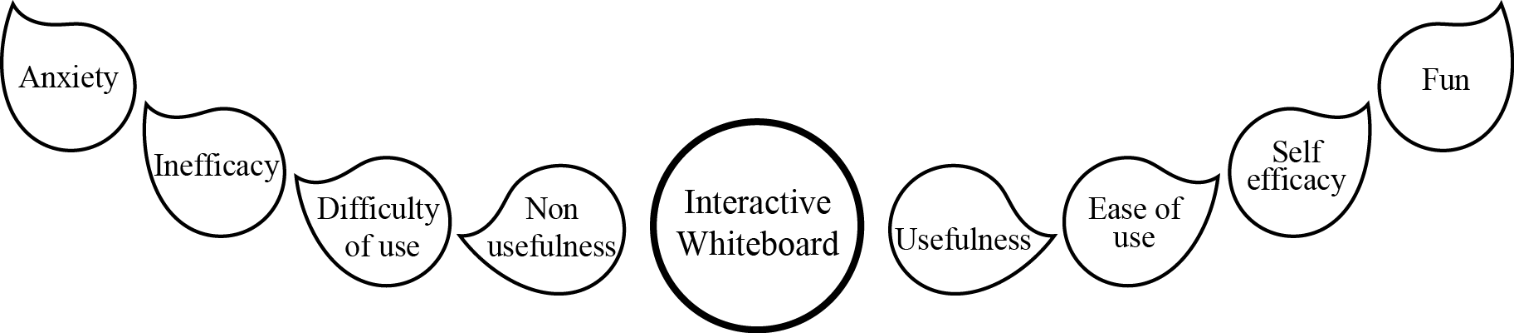 Anxiety
Inefficacy
Difficulty
of use
Non
usefulness
Interactive
Whiteboard
Usefulness
Ease of
use
Self
efficacy
Fun